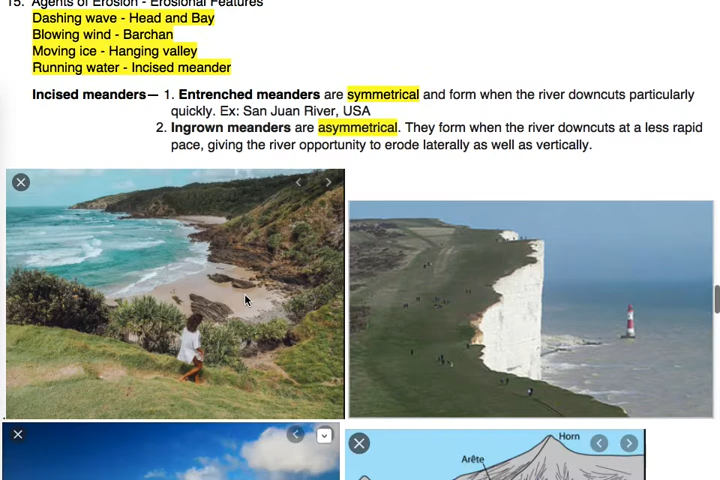 15. Agents of Erosion - Erosional Features
Dashing wave - Head and Bay
Blowing wind - Barchan
Moving ice - Hanging valley
Running water - Incised meander
Incised meanders— 1. Entrenched meanders are symmetrical and form when the river downcuts particularly
quickly. Ex: San Juan River, USA
2. Ingrown meanders are asymmetrical. They form when the river downcuts at a less rapid
pace, giving the river opportunity to erode laterally as well as vertically.
Horn
Arête